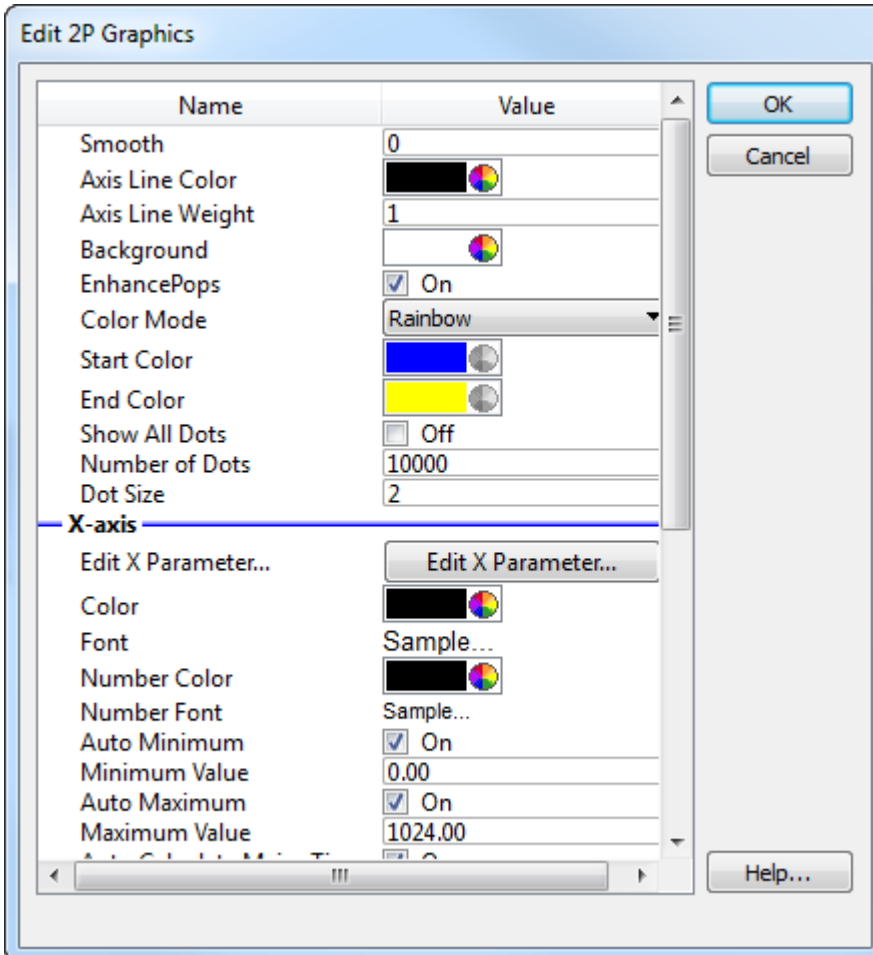 Edit 2P Graphics
Name Value
OK
Smooth 0
Cancel
Axis Line Color
Axis Line Weight 1
Background
EnhancePops On
Color Mode Rainbow
Start Color
End Color
Show All Dots Off
Number of Dots 10000
Dot Size 2
X-axis
Edit X Parameter... Edit X Parameter...
Color
Font Sample...
Number Color
Number Font Sample...
Auto Minimum On
Minimum Value 0.00
Auto Maximum On
Maximum Value 1024.00
Help...